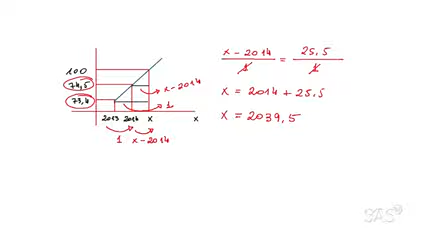 100
74,5
73,4
x - 2014
1
2013 2014 x x
1 x - 2014
x - 2014 = 25,5
1 1
x = 2014 + 25,5
x = 2039,5
SAS